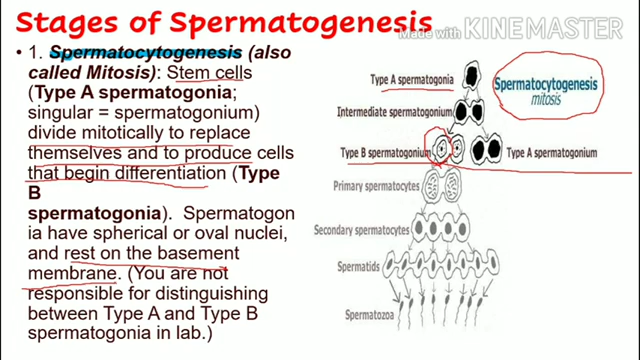 Stages of Spermatogenesis
Made with KINEMASTER
• 1. Spermatocytogenesis (also
called Mitosis): Stem cells
(Type A spermatogonia;
singular = spermatogonium)
divide mitotically to replace
themselves and to produce cells
that begin differentiation (Type
B
spermatogonia). Spermatogon
ia have spherical or oval nuclei,
and rest on the basement
membrane. (You are not
responsible for distinguishing
between Type A and Type B
spermatogonia in lab.)
Type A spermatogonia
Spermatocytogenesis
mitosis
Intermediate spermatogonium
Type B spermatogonium
Type A spermatogonium
Primary spermatocytes
Secondary spermatocytes
Spermatids
Spermatozoa